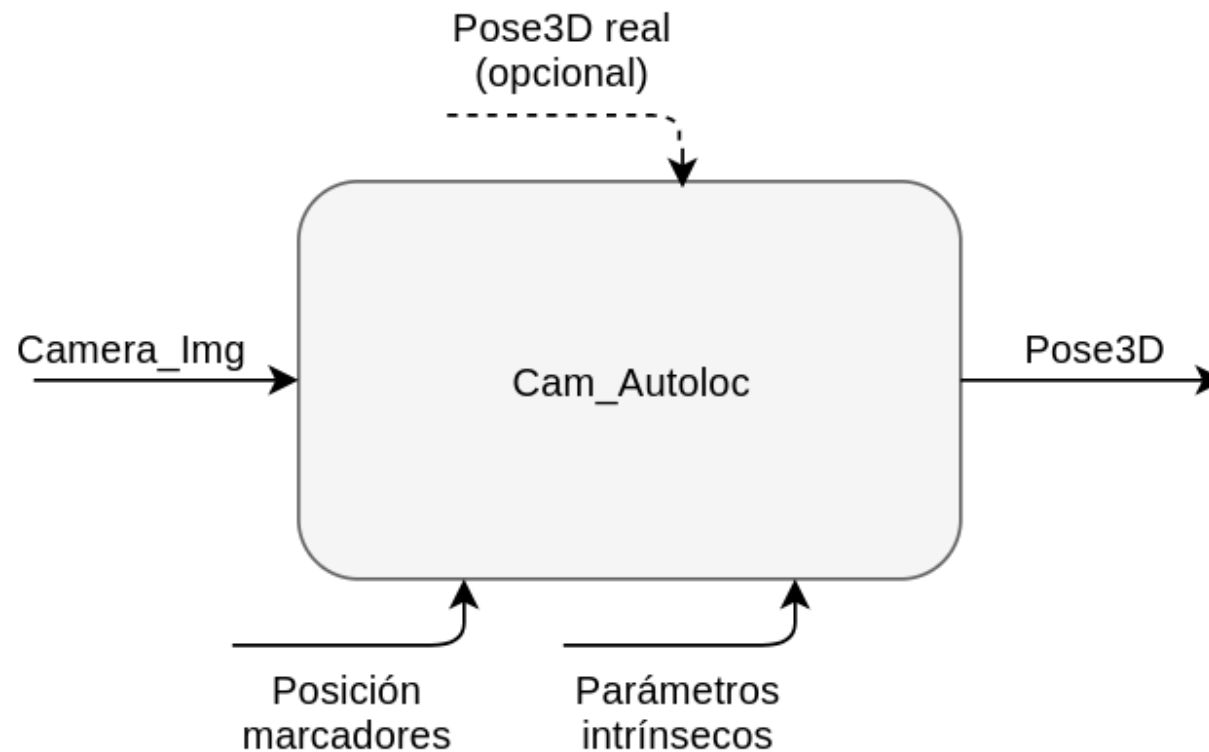 Pose3D real
(opcional)
Camera_Img
Cam_Autoloc
Pose3D
Posición
marcadores
Parámetros
intrínsecos